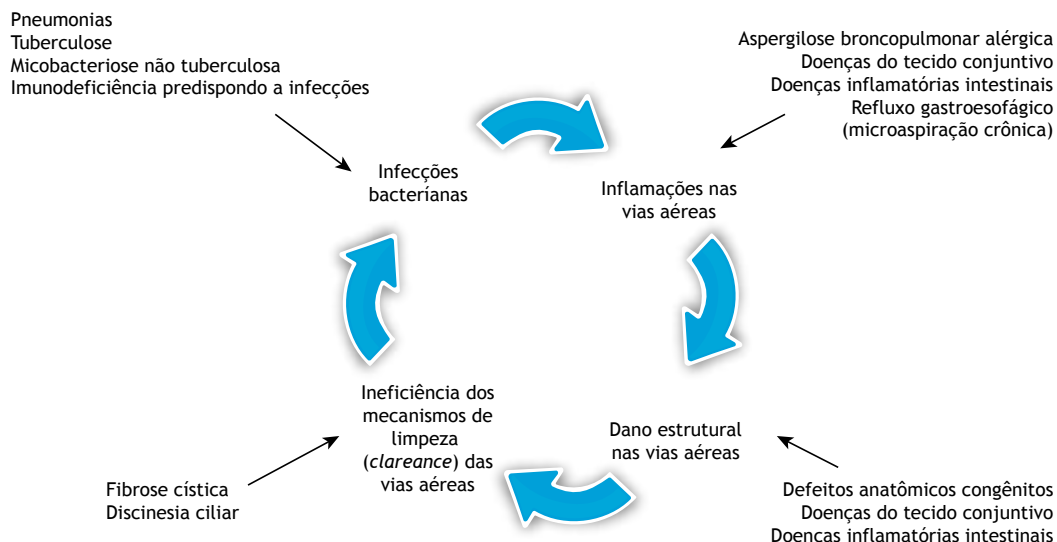 Pneumonias
Tuberculose
Micobacteriose não tuberculosa
Imunodeficiência predispondo a infecções
Aspergilose broncopulmonar alérgica
Doenças do tecido conjuntivo
Doenças inflamatórias intestinais
Refluxo gastroesofágico
(microaspiração crônica)
Infecções
bacteríanas
Inflamações nas
vias aéreas
Ineficiência dos
mecanismos de
limpeza
(clareance) das
vias aéreas
Dano estrutural
nas vias aéreas
Fibrose cística
Discinesia ciliar
Defeitos anatômicos congênitos
Doenças do tecido conjuntivo
Doenças inflamatórias intestinais